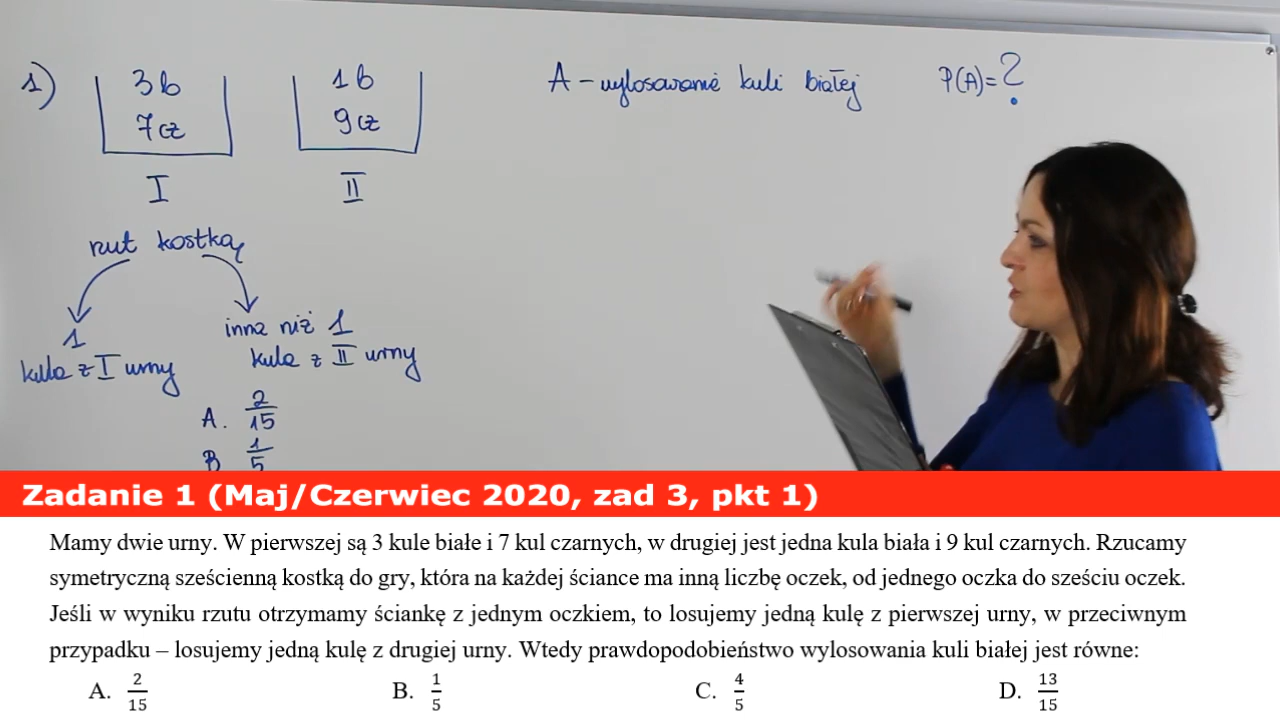 1)
3b
7cz
I
1b
9cz
II
A - wylosowanie kuli białej P(A)=?
rzut kostką
1
kula z I urny
inna niż 1
kula z II urny
A. 2/15
B 1/5
Zadanie 1 (Maj/Czerwiec 2020, zad 3, pkt 1)
Mamy dwie urny. W pierwszej są 3 kule białe i 7 kul czarnych, w drugiej jest jedna kula biała i 9 kul czarnych. Rzucamy
symetryczną sześcienną kostką do gry, która na każdej ściance ma inną liczbę oczek, od jednego oczka do sześciu oczek.
Jeśli w wyniku rzutu otrzymamy ściankę z jednym oczkiem, to losujemy jedną kulę z pierwszej urny, w przeciwnym
przypadku – losujemy jedną kulę z drugiej urny. Wtedy prawdopodobieństwo wylosowania kuli białej jest równe:
A. 2/15 B. 1/5 C. 4/5 D. 13/15